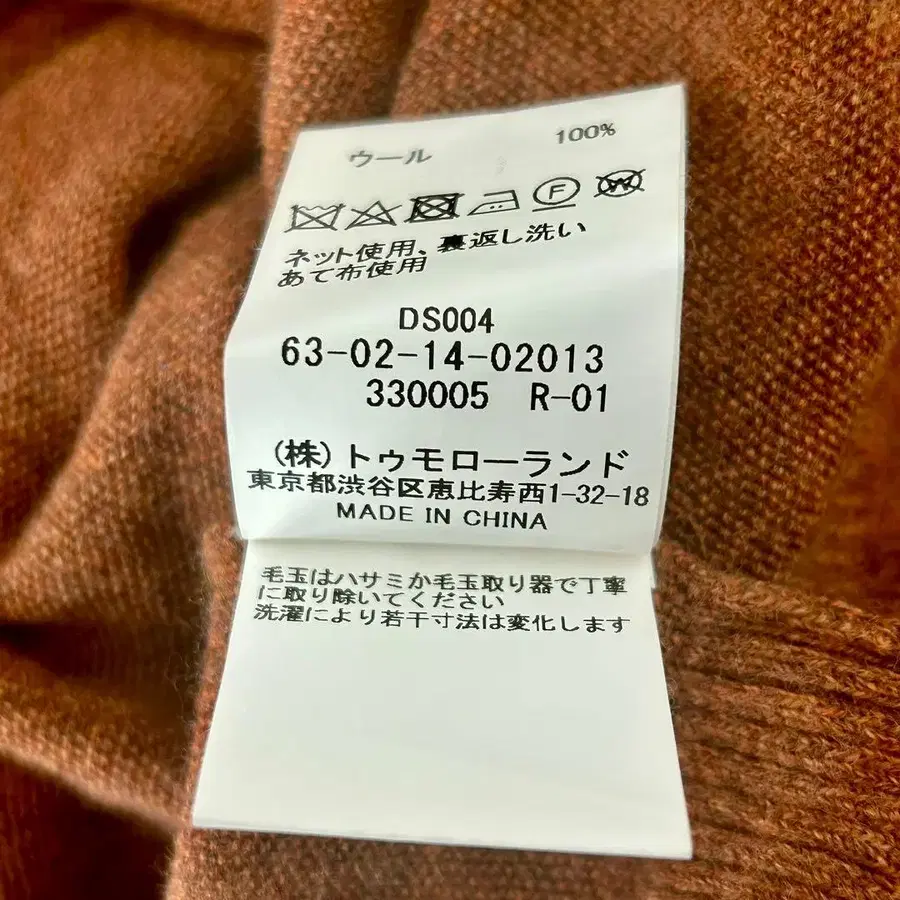 ウール 100%
F W
ネット使用、裏返し洗い
あて布使用
DS004
63-02-14-02013
330005 R-01
(株)トゥモローランド
東京都渋谷区恵比寿西1-32-18
MADE IN CHINA
毛玉はハサミか毛玉取り器で丁寧
に取り除いてください
洗濯により若干寸法は変化します